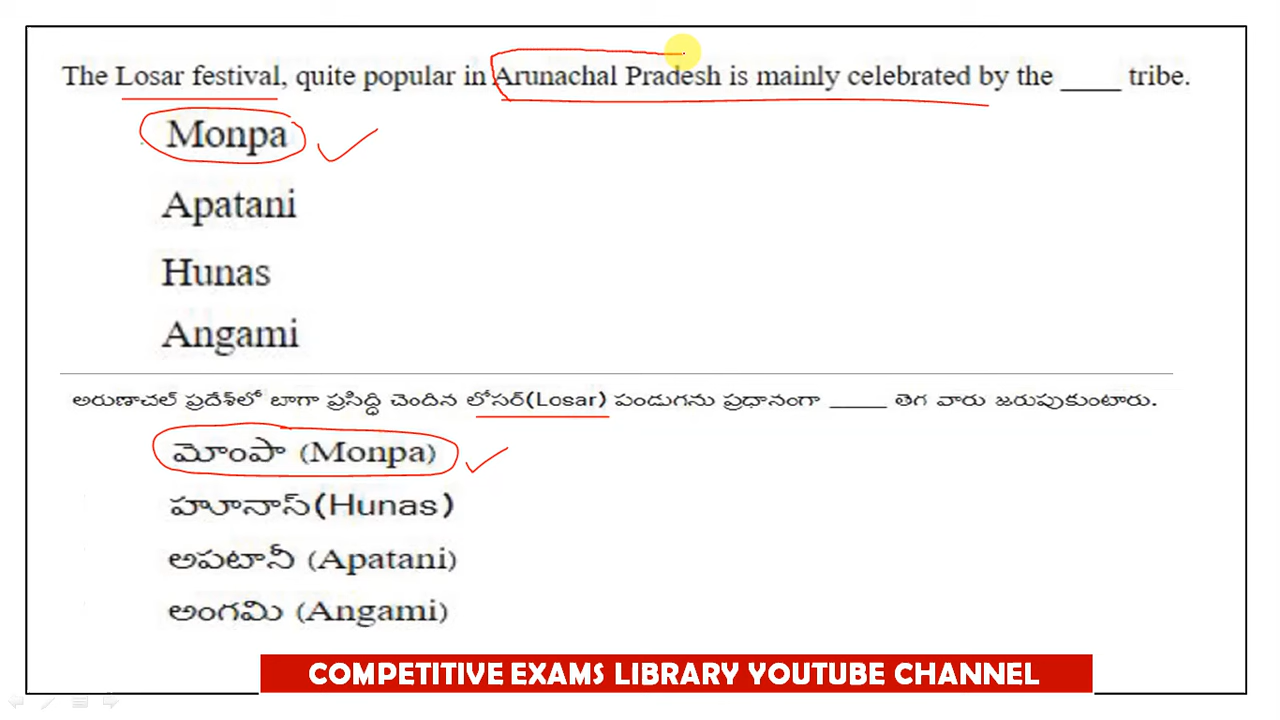 The Losar festival, quite popular in Arunachal Pradesh is mainly celebrated by the ____ tribe.
Monpa
Apatani
Hunas
Angami
అరుణాచల్ ప్రదేశ్‌లో బాగా ప్రసిద్ధి చెందిన లోసర్(Losar) పండుగను ప్రధానంగా ____ తెగ వారు జరుపుకుంటారు.
మోంపా (Monpa)
హూనాస్(Hunas)
అపటానీ (Apatani)
అంగమి (Angami)
COMPETITIVE EXAMS LIBRARY YOUTUBE CHANNEL